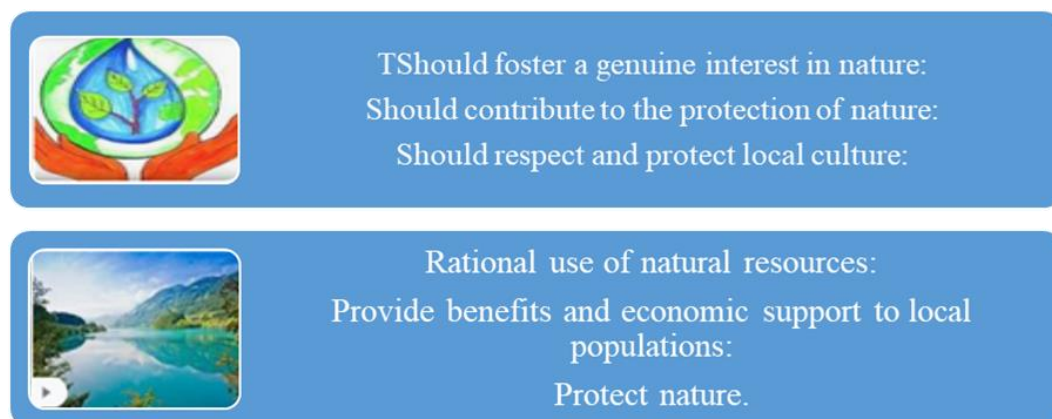 TShould foster a genuine interest in nature:
Should contribute to the protection of nature:
Should respect and protect local culture:
Rational use of natural resources:
Provide benefits and economic support to local
populations:
Protect nature.